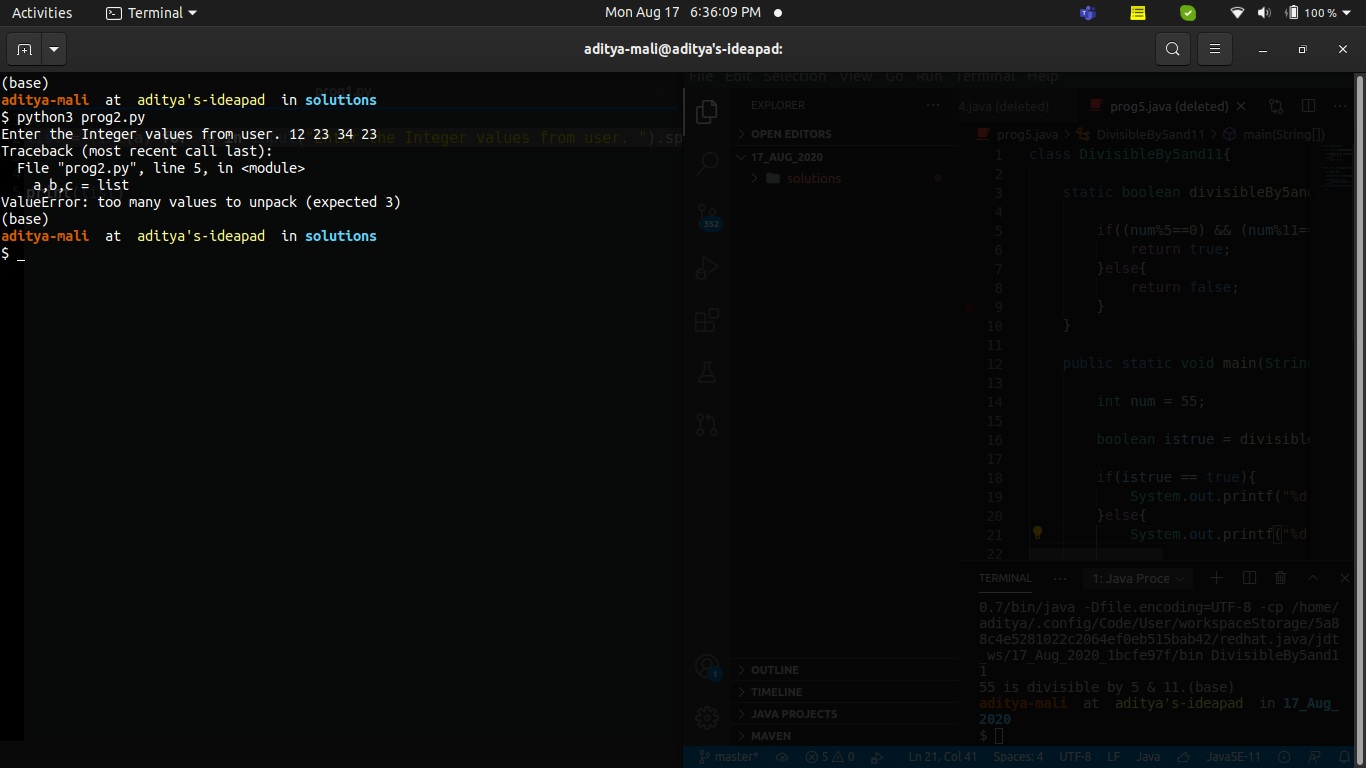 Activities Terminal Mon Aug 17 6:36:09 PM 100 %
aditya-mali@aditya's-ideapad:
(base)
aditya-mali at aditya's-ideapad in solutions
$ python3 prog2.py
Enter the Integer values from user. 12 23 34 23
Traceback (most recent call last):
  File "prog2.py", line 5, in <module>
    a,b,c = list
ValueError: too many values to unpack (expected 3)
(base)
aditya-mali at aditya's-ideapad in solutions
$ _
File Edit Selection View Go Run Terminal Help
EXPLORER
OPEN EDITORS
17_AUG_2020
solutions
352
OUTLINE
TIMELINE
JAVA PROJECTS
MAVEN
1
4.java (deleted) prog5.java (deleted)
prog5.java > DivisibleBy5and11 > main(String[])
1 class DivisibleBy5and11{
2
3 static boolean divisibleBy5and
4
5 if((num%5==0) && (num%11==
6 return true;
7 }else{
8 return false;
9 }
10 }
11
12 public static void main(String
13
14 int num = 55;
15
16 boolean istrue = divisible
17
18 if(istrue == true){
19 System.out.printf("%d
20 }else{
21 System.out.printf("%d
22
TERMINAL 1: Java Proce
0.7/bin/java -Dfile.encoding=UTF-8 -cp /home/
aditya/.config/Code/User/workspaceStorage/5a8
8c4e5281022c2064ef0eb515bab42/redhat.java/jdt
_ws/17_Aug_2020_1bcfe97f/bin DivisibleBy5and1
1
55 is divisible by 5 & 11.(base)
aditya-mali at aditya's-ideapad in 17_Aug_
2020
$
master* 5 0 Ln 21, Col 41 Spaces: 4 UTF-8 LF Java JavaSE-11